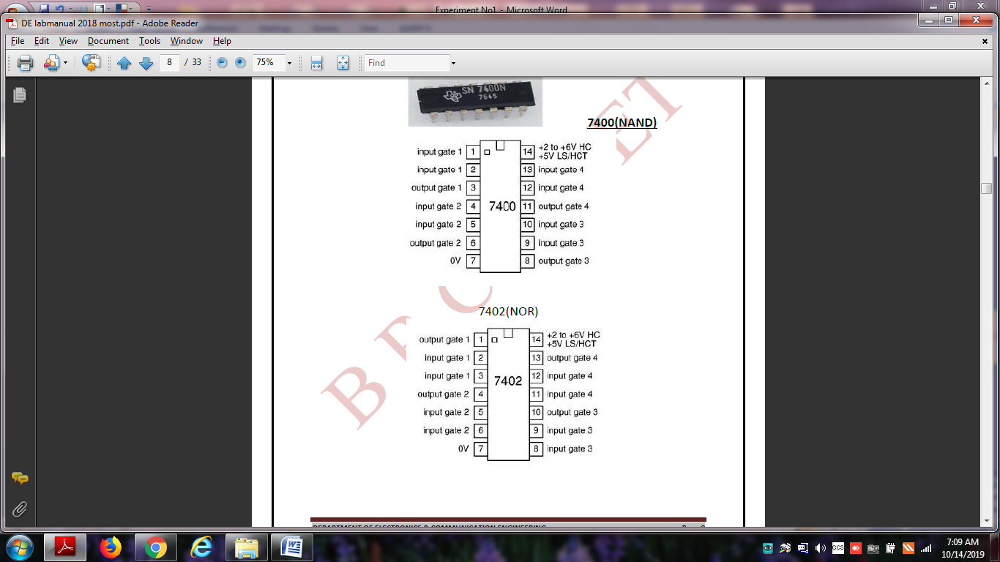 Experiment No1 - Microsoft Word
DE labmanual 2018 most.pdf - Adobe Reader
File Edit View Document Tools Window Help
8 / 33 75% Find
SN 7400N
7645
7400(NAND)
input gate 1 1 14 +2 to +6V HC
+5V LS/HCT
input gate 1 2 13 input gate 4
output gate 1 3 12 input gate 4
input gate 2 4 7400 11 output gate 4
input gate 2 5 10 input gate 3
output gate 2 6 9 input gate 3
0V 7 8 output gate 3
7402(NOR)
output gate 1 1 14 +2 to +6V HC
+5V LS/HCT
input gate 1 2 13 output gate 4
input gate 1 3 7402 12 input gate 4
output gate 2 4 11 input gate 4
input gate 2 5 10 output gate 3
input gate 2 6 9 input gate 3
0V 7 8 input gate 3
DEPARTMENT OF ELECTRONICS & COMMUNICATION ENGINEERING
7:09 AM
10/14/2019